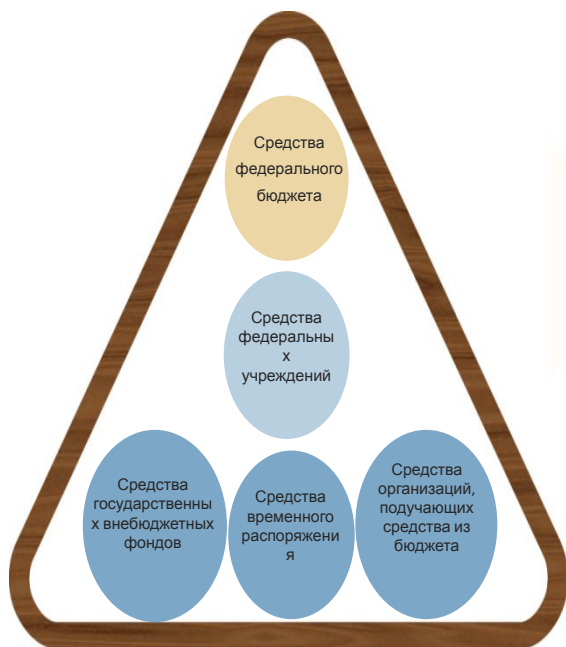 Средства
федерального
бюджета
Средства
федеральны
х
учреждений
Средства
государственны
х внебюджетных
фондов
Средства
временного
распоряжени
я
Средства
организаций,
подучающих
средства из
бюджета